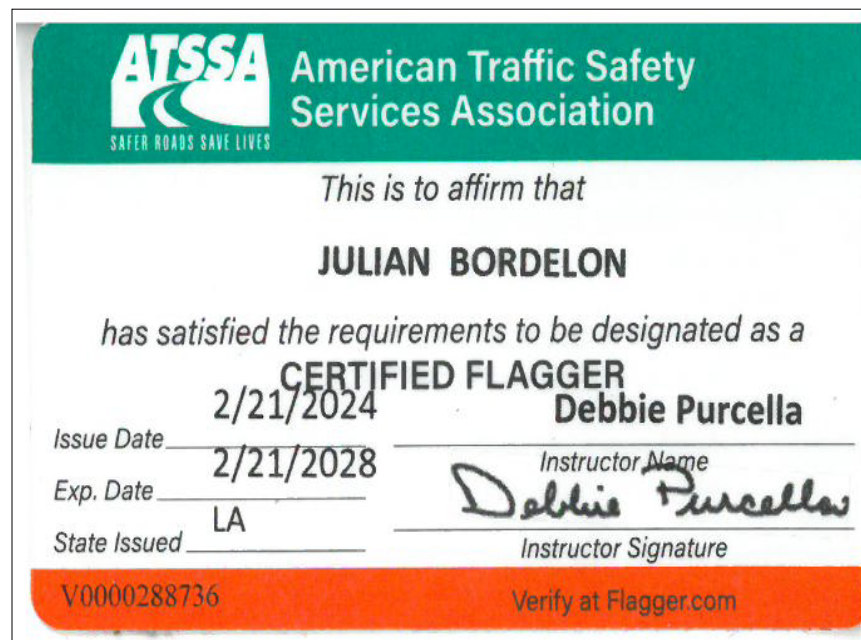 ATSSA
SAFER ROADS SAVE LIVES
American Traffic Safety
Services Association
This is to affirm that
JULIAN BORDELON
has satisfied the requirements to be designated as a
CERTIFIED FLAGGER
Issue Date 2/21/2024
Debbie Purcella
Instructor Name
Exp. Date 2/21/2028
Debbie Purcella
Instructor Signature
State Issued LA
V0000288736
Verify at Flagger.com